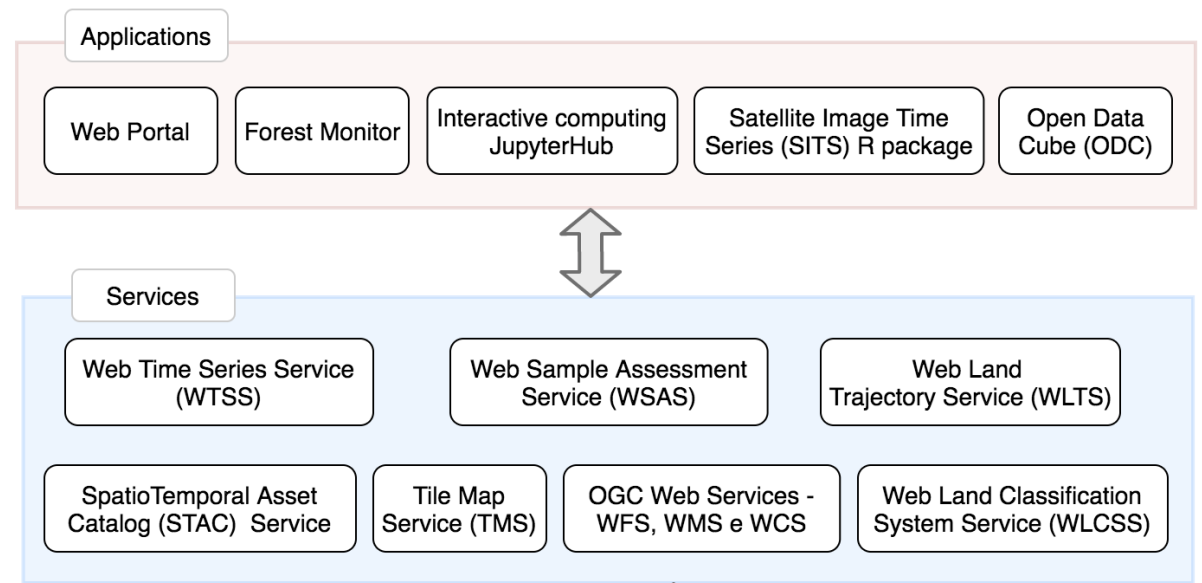 Applications
Web Portal
Forest Monitor
Interactive computing
JupyterHub
Satellite Image Time
Series (SITS) R package
Open Data
Cube (ODC)
Services
Web Time Series Service
(WTSS)
Web Sample Assessment
Service (WSAS)
Web Land
Trajectory Service (WLTS)
SpatioTemporal Asset
Catalog (STAC) Service
Tile Map
Service (TMS)
OGC Web Services -
WFS, WMS e WCS
Web Land Classification
System Service (WLCSS)